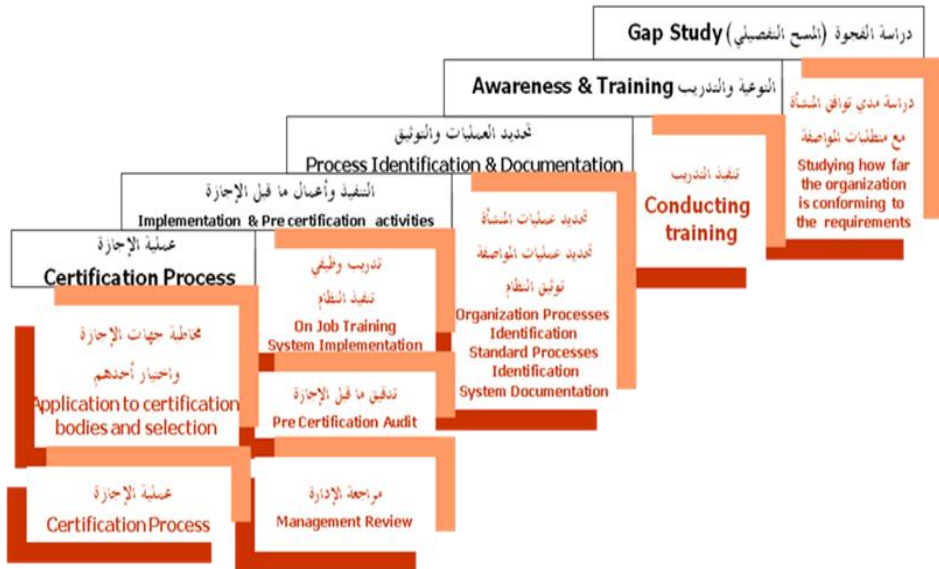 دراسة الفجوة (المسح التفصيلي) Gap Study
التوعية والتدريب Awareness & Training
دراسة مدي توافق المنشأة
مع متطلبات المواصفة
Studying how far
the organization
is conforming to
the requirements
تنفيذ التدريب
Conducting
training
تحديد العمليات والتوثيق
Process Identification & Documentation
تحديد عمليات المنشأة
تحديد عمليات المواصفة
توثيق النظام
Organization Processes
Identification
Standard Processes
Identification
System Documentation
التنفيذ وأعمال ما قبل الإجازة
Implementation & Pre certification activities
تدريب وظيفي
تنفيذ النظام
On Job Training
System Implementation
تدقيق ما قبل الإجازة
Pre Certification Audit
مراجعة الإدارة
Management Review
عملية الإجازة
Certification Process
مخاطبة جهات الإجازة
واختيار أحدهم
Application to certification
bodies and selection
عملية الإجازة
Certification Process